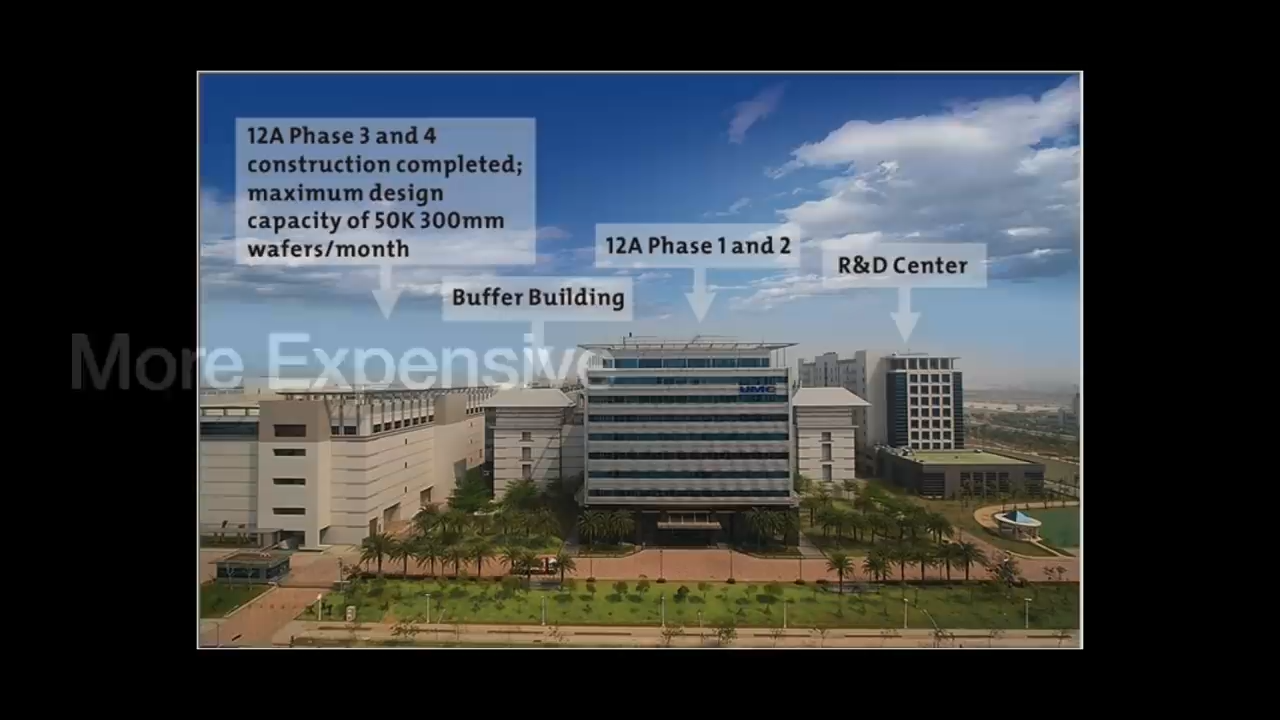 12A Phase 3 and 4
construction completed;
maximum design
capacity of 50K 300mm
wafers/month
12A Phase 1 and 2
R&D Center
Buffer Building
More Expensive
UMC